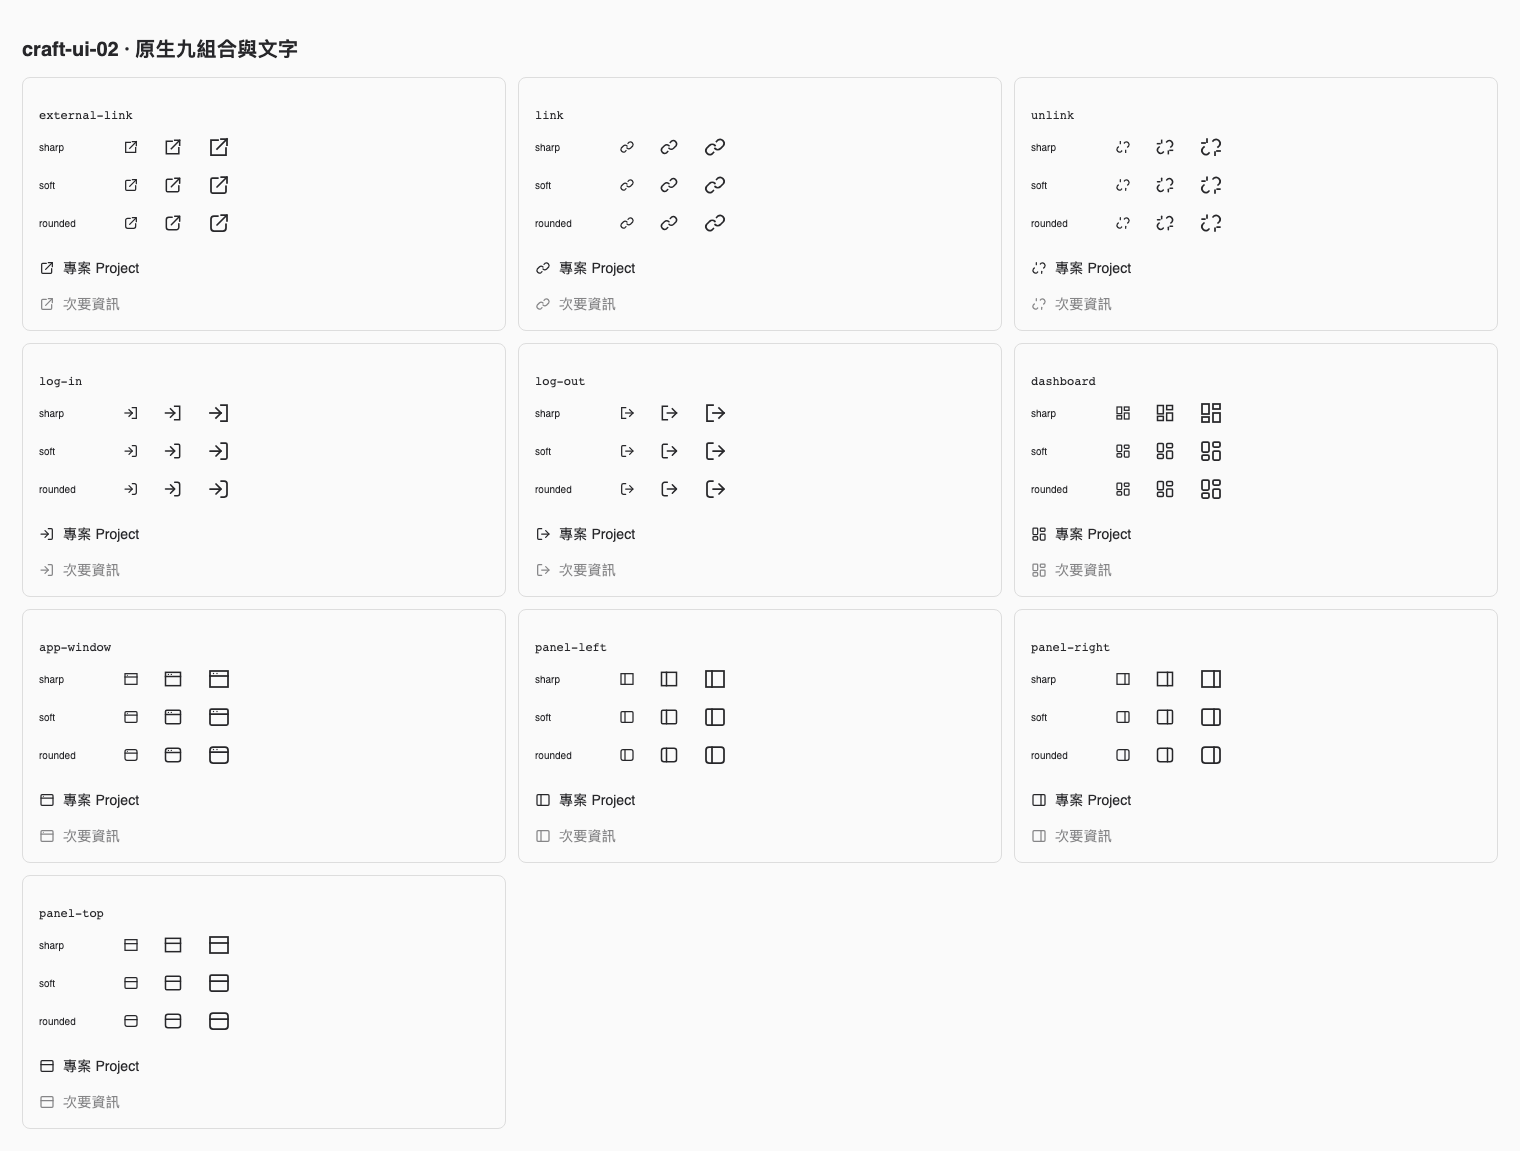 craft-ui-02 · 原生九組合與文字
external-link
sharp
soft
rounded
專案 Project
次要資訊
link
sharp
soft
rounded
專案 Project
次要資訊
unlink
sharp
soft
rounded
專案 Project
次要資訊
log-in
sharp
soft
rounded
專案 Project
次要資訊
log-out
sharp
soft
rounded
專案 Project
次要資訊
dashboard
sharp
soft
rounded
專案 Project
次要資訊
app-window
sharp
soft
rounded
專案 Project
次要資訊
panel-left
sharp
soft
rounded
專案 Project
次要資訊
panel-right
sharp
soft
rounded
專案 Project
次要資訊
panel-top
sharp
soft
rounded
專案 Project
次要資訊